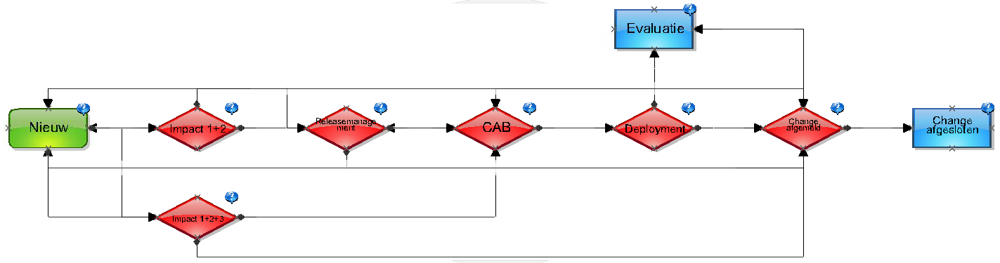 Evaluatie
Nieuw
Impact 1+2
Releasemanage
ment
CAB
Deployment
Change
afgemeld
Change
afgesloten
Impact 1+2+3